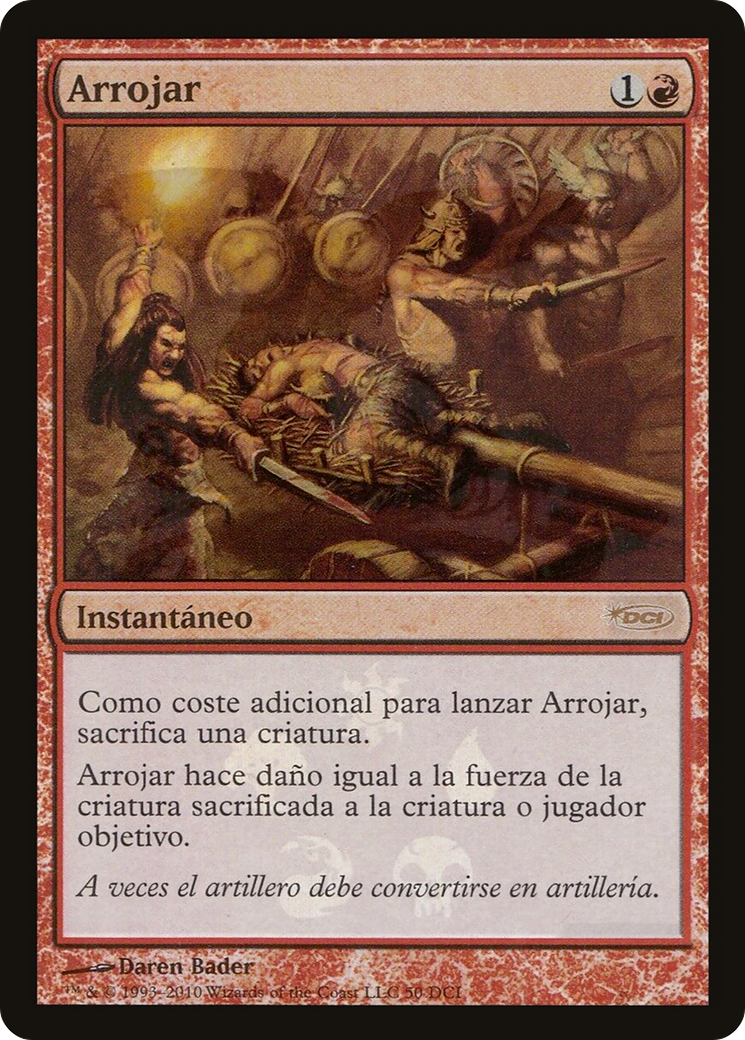 Arrojar 1
Instantáneo DCI
Como coste adicional para lanzar Arrojar,
sacrifica una criatura.
Arrojar hace daño igual a la fuerza de la
criatura sacrificada a la criatura o jugador
objetivo.
A veces el artillero debe convertirse en artillería.
Daren Bader
™ & © 1993–2010 Wizards of the Coast LLC 50 DCI